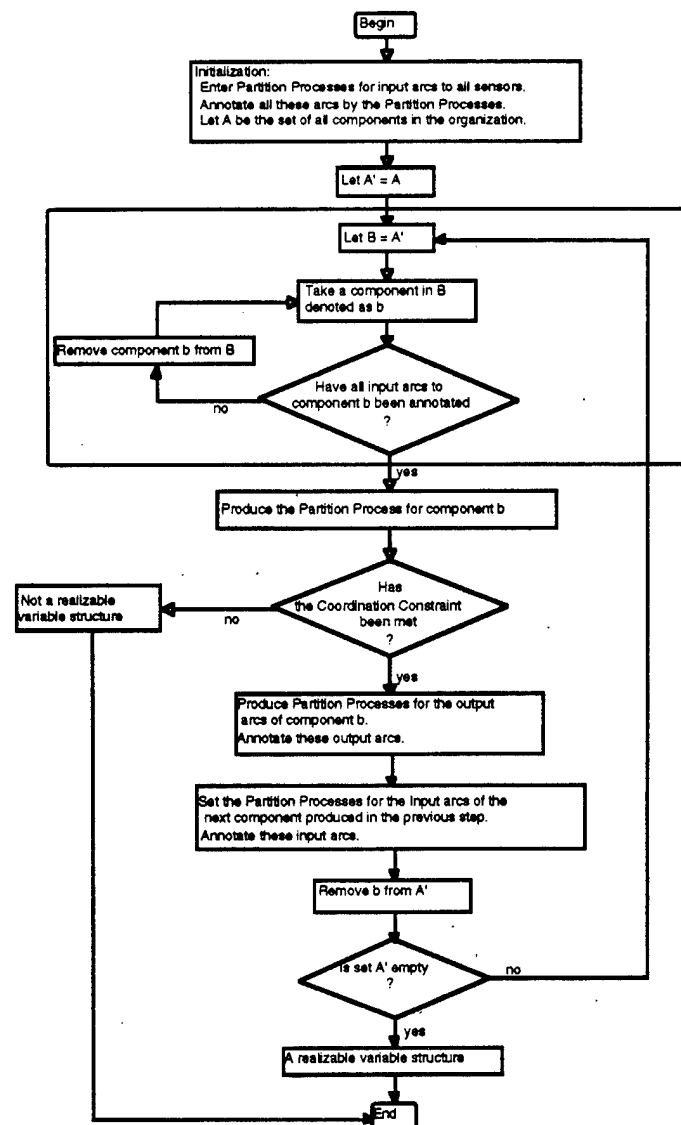 Begin
Initialization:
Enter Partition Processes for input arcs to all sensors.
Annotate all these arcs by the Partition Processes.
Let A be the set of all components in the organization.
Let A' = A
Let B = A'
Take a component in B
denoted as b
Remove component b from B
Have all input arcs to
component b been annotated
?
no
yes
Produce the Partition Process for component b
Has
the Coordination Constraint
been met
?
Not a realizable
variable structure
no
yes
Produce Partition Processes for the output
arcs of component b.
Annotate these output arcs.
Set the Partition Processes for the Input arcs of the
next component produced in the previous step.
Annotate these input arcs.
Remove b from A'
Is set A' empty
?
no
yes
A realizable variable structure
End